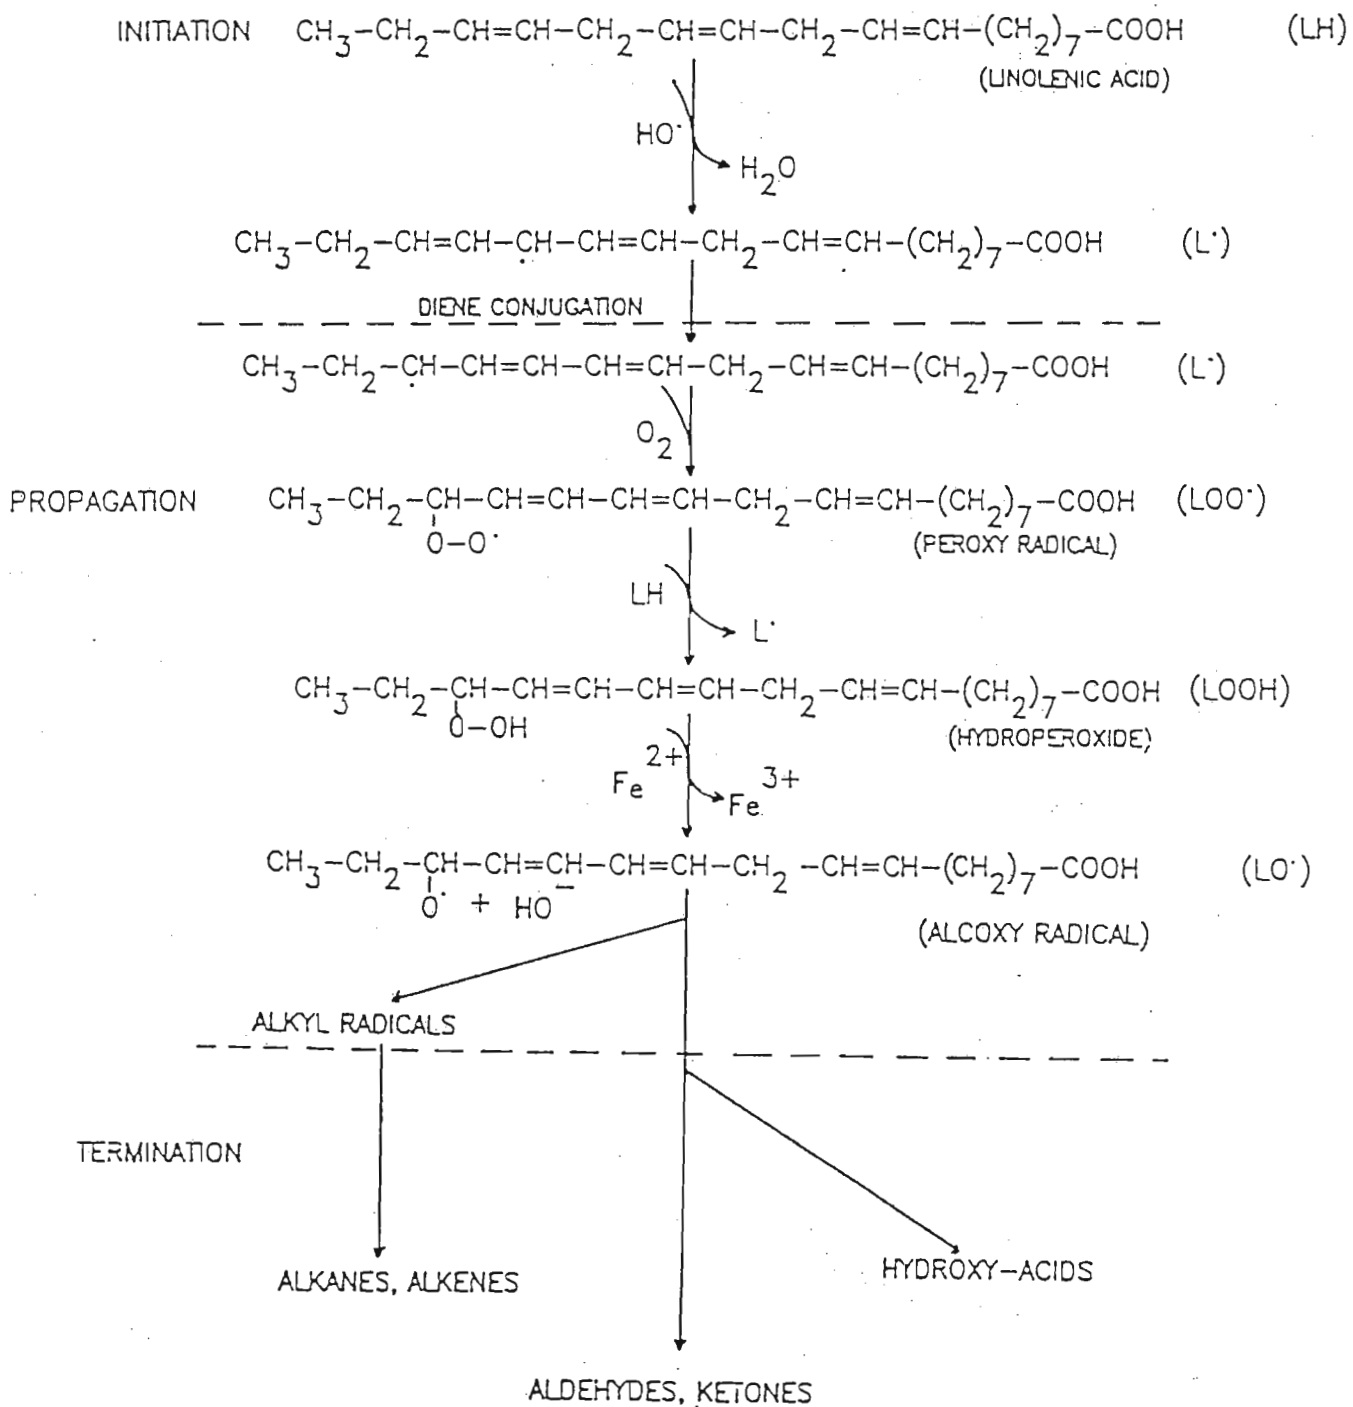 INITIATION CH₃-CH₂-CH=CH-CH₂-CH=CH-CH₂-CH=CH-(CH₂)₇-COOH (LH)
(LINOLENIC ACID)
HO·
H₂O
CH₃-CH₂-CH=CH-CH-CH=CH-CH₂-CH=CH-(CH₂)₇-COOH (L·)
·
DIENE CONJUGATION
CH₃-CH₂-CH-CH=CH-CH=CH-CH₂-CH=CH-(CH₂)₇-COOH (L·)
·
O₂
PROPAGATION CH₃-CH₂-CH-CH=CH-CH=CH-CH₂-CH=CH-(CH₂)₇-COOH (LOO·)
O-O· (PEROXY RADICAL)
LH
L·
CH₃-CH₂-CH-CH=CH-CH=CH-CH₂-CH=CH-(CH₂)₇-COOH (LOOH)
O-OH (HYDROPEROXIDE)
Fe²⁺ Fe³⁺
CH₃-CH₂-CH-CH=CH-CH=CH-CH₂-CH=CH-(CH₂)₇-COOH (LO·)
O· + HO⁻ (ALCOXY RADICAL)
ALKYL RADICALS
TERMINATION
ALKANES, ALKENES HYDROXY-ACIDS
ALDEHYDES, KETONES